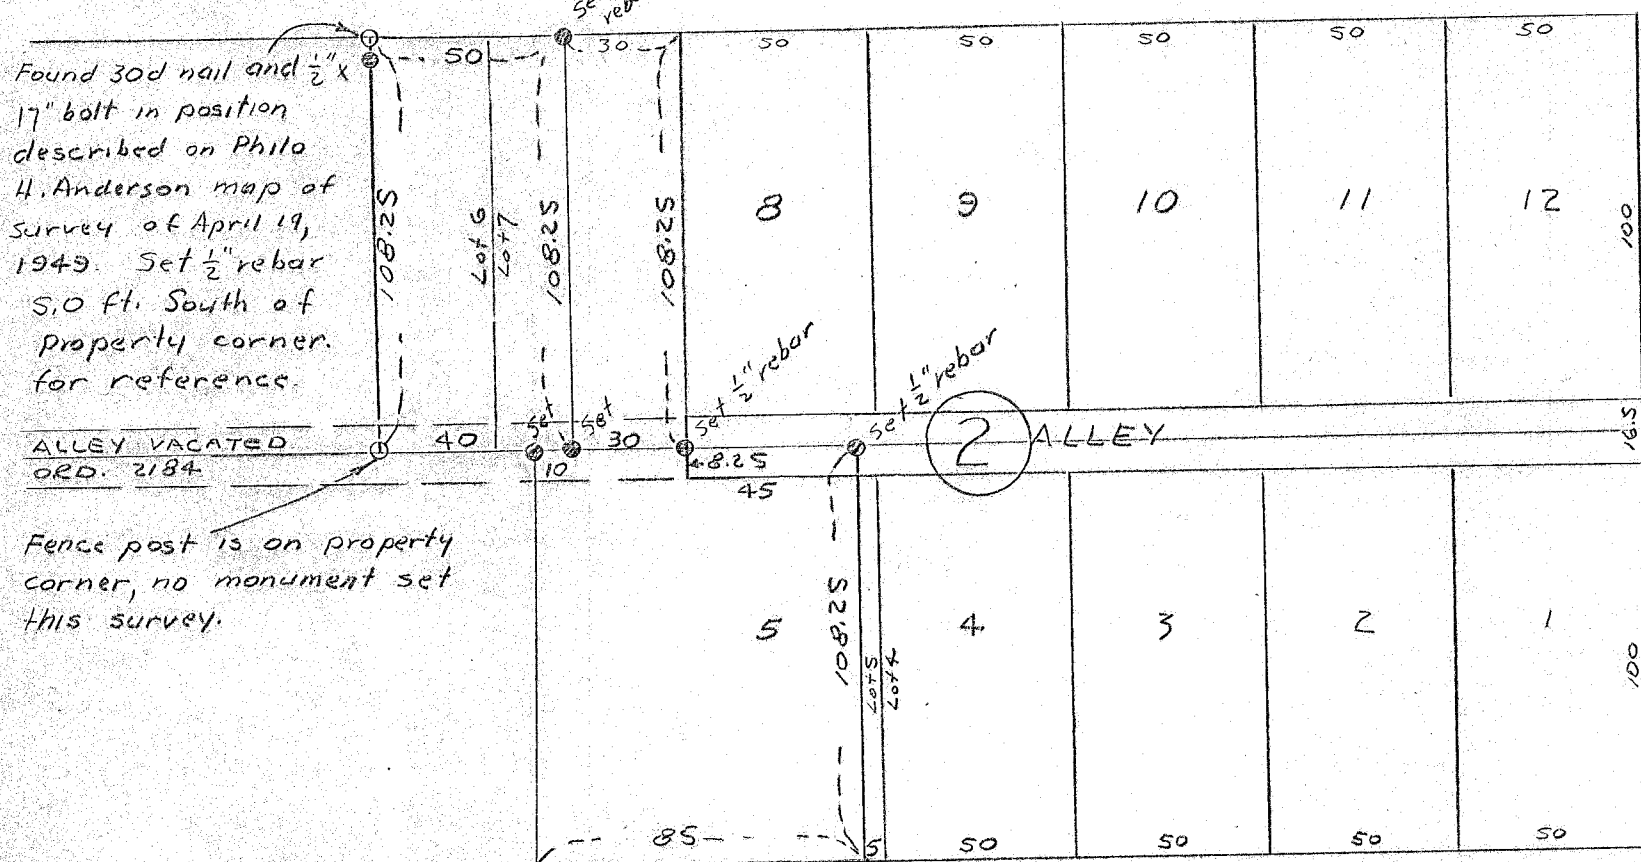 Set
reb
50
30
50
50
50
50
50
Found 30d nail and 1/2" x
17" bolt in position
described on Philo
H. Anderson map of
survey of April 19,
1949. Set 1/2" rebar
5.0 ft. South of
Property corner.
for reference.
108.25
Lot 6
Lot 7
108.25
108.25
8
9
10
11
12
100
Set
Set
Set 1/2" rebar
Set 1/2" rebar
ALLEY VACATED
ORD. 2184
40
10
30
8.25
45
2
ALLEY
16.5
Fence post is on property
corner, no monument set
this survey.
5
108.25
Lot 5
Lot 4
4
3
2
1
100
85
5
50
50
50
50